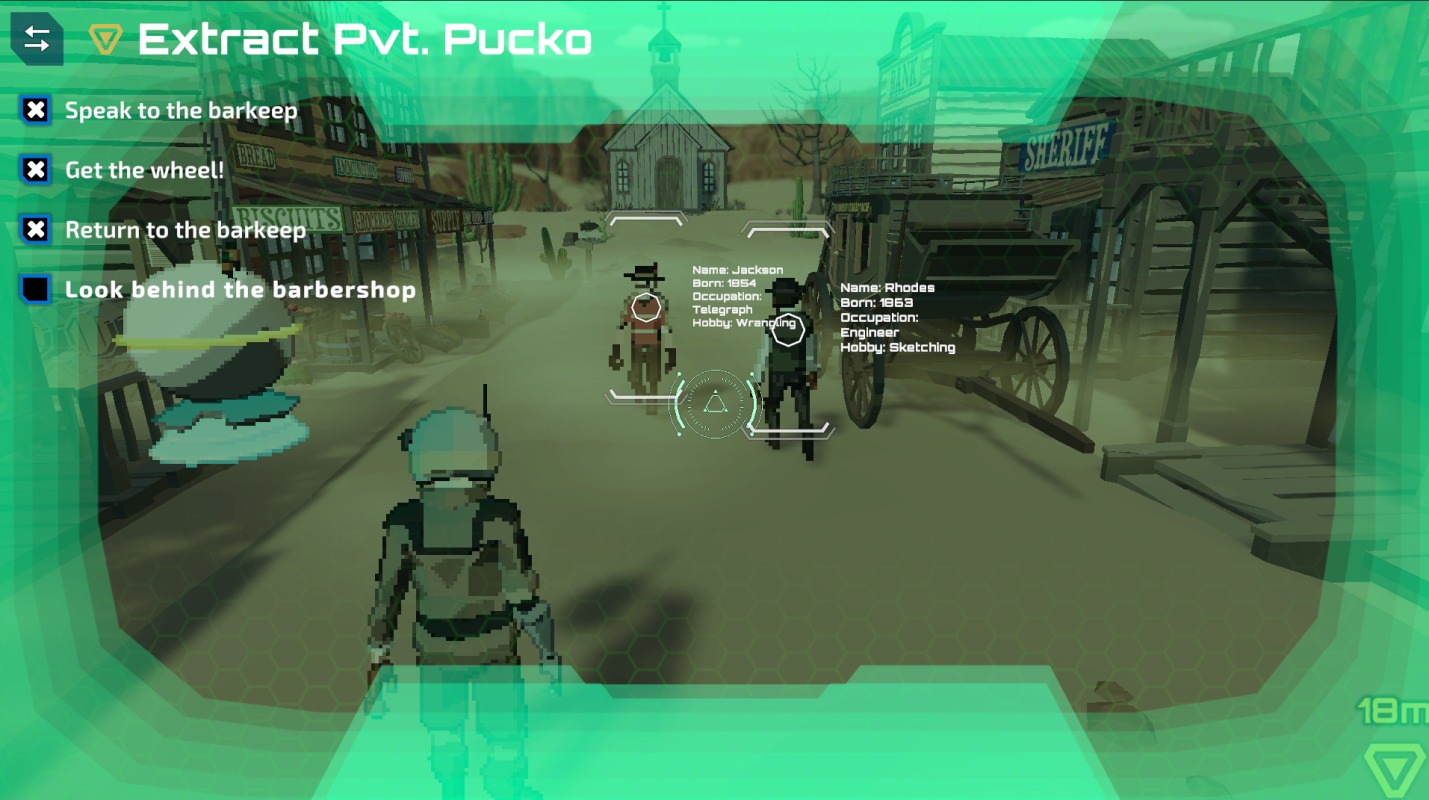 Extract Pvt. Pucko
Speak to the barkeep
Get the wheel!
Return to the barkeep
Look behind the barbershop
BANK
SHERIFF
BREAD
BISCUITS
Name: Jackson
Born: 1854
Occupation:
Telegraph
Hobby: Wrangling
Name: Rhodes
Born: 1863
Occupation:
Engineer
Hobby: Sketching
18m